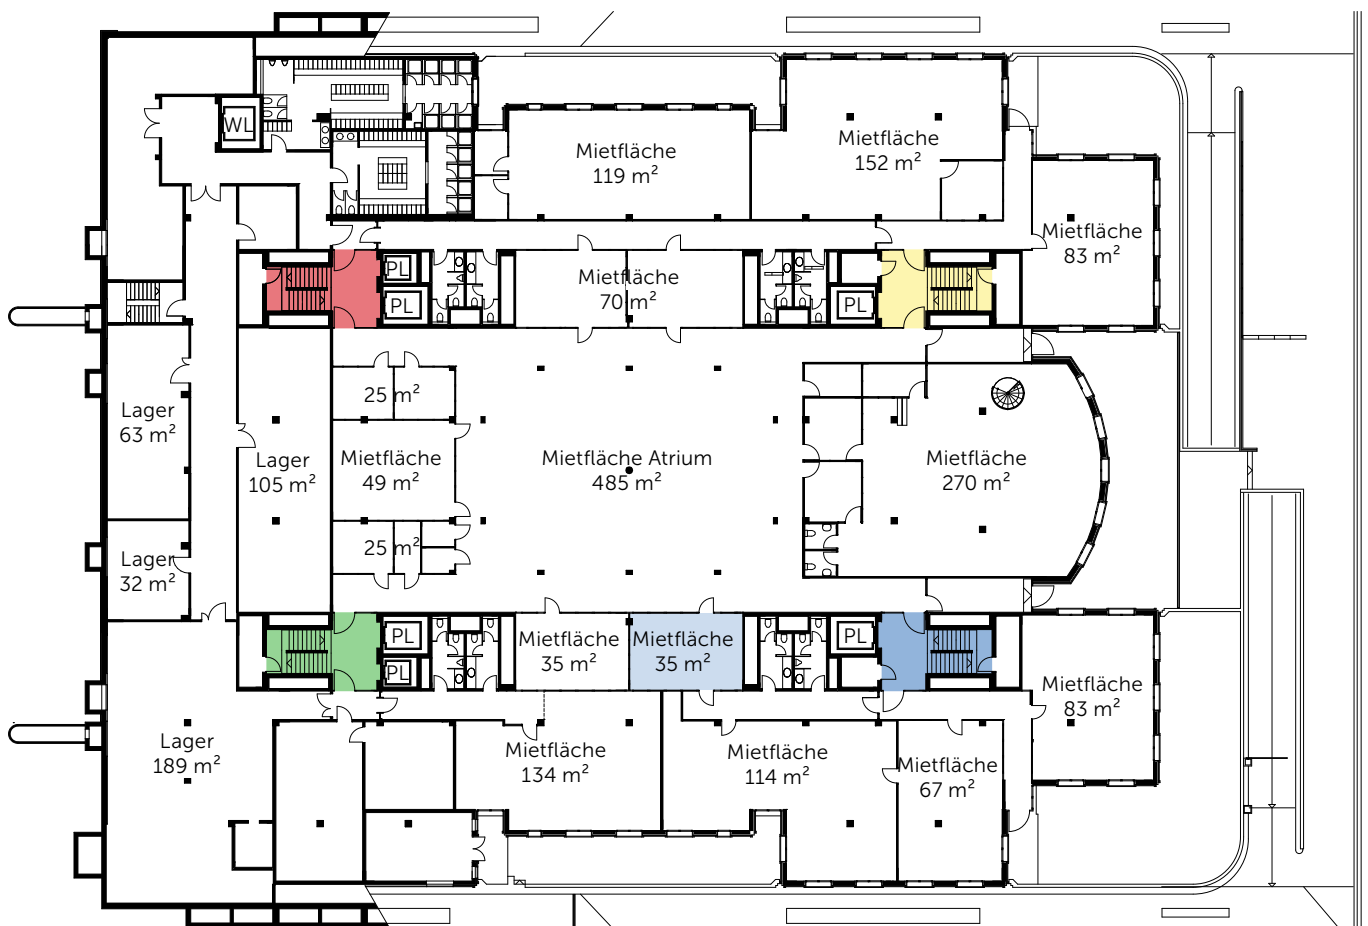 WL
Mietfläche
119 m²
Mietfläche
152 m²
Mietfläche
83 m²
PL
PL
Mietfläche
70 m²
PL
25 m²
Lager
63 m²
Lager
105 m²
Mietfläche
49 m²
Mietfläche Atrium
485 m²
Mietfläche
270 m²
25 m²
Lager
32 m²
PL
PL
Mietfläche
35 m²
Mietfläche
35 m²
PL
Mietfläche
83 m²
Lager
189 m²
Mietfläche
134 m²
Mietfläche
114 m²
Mietfläche
67 m²